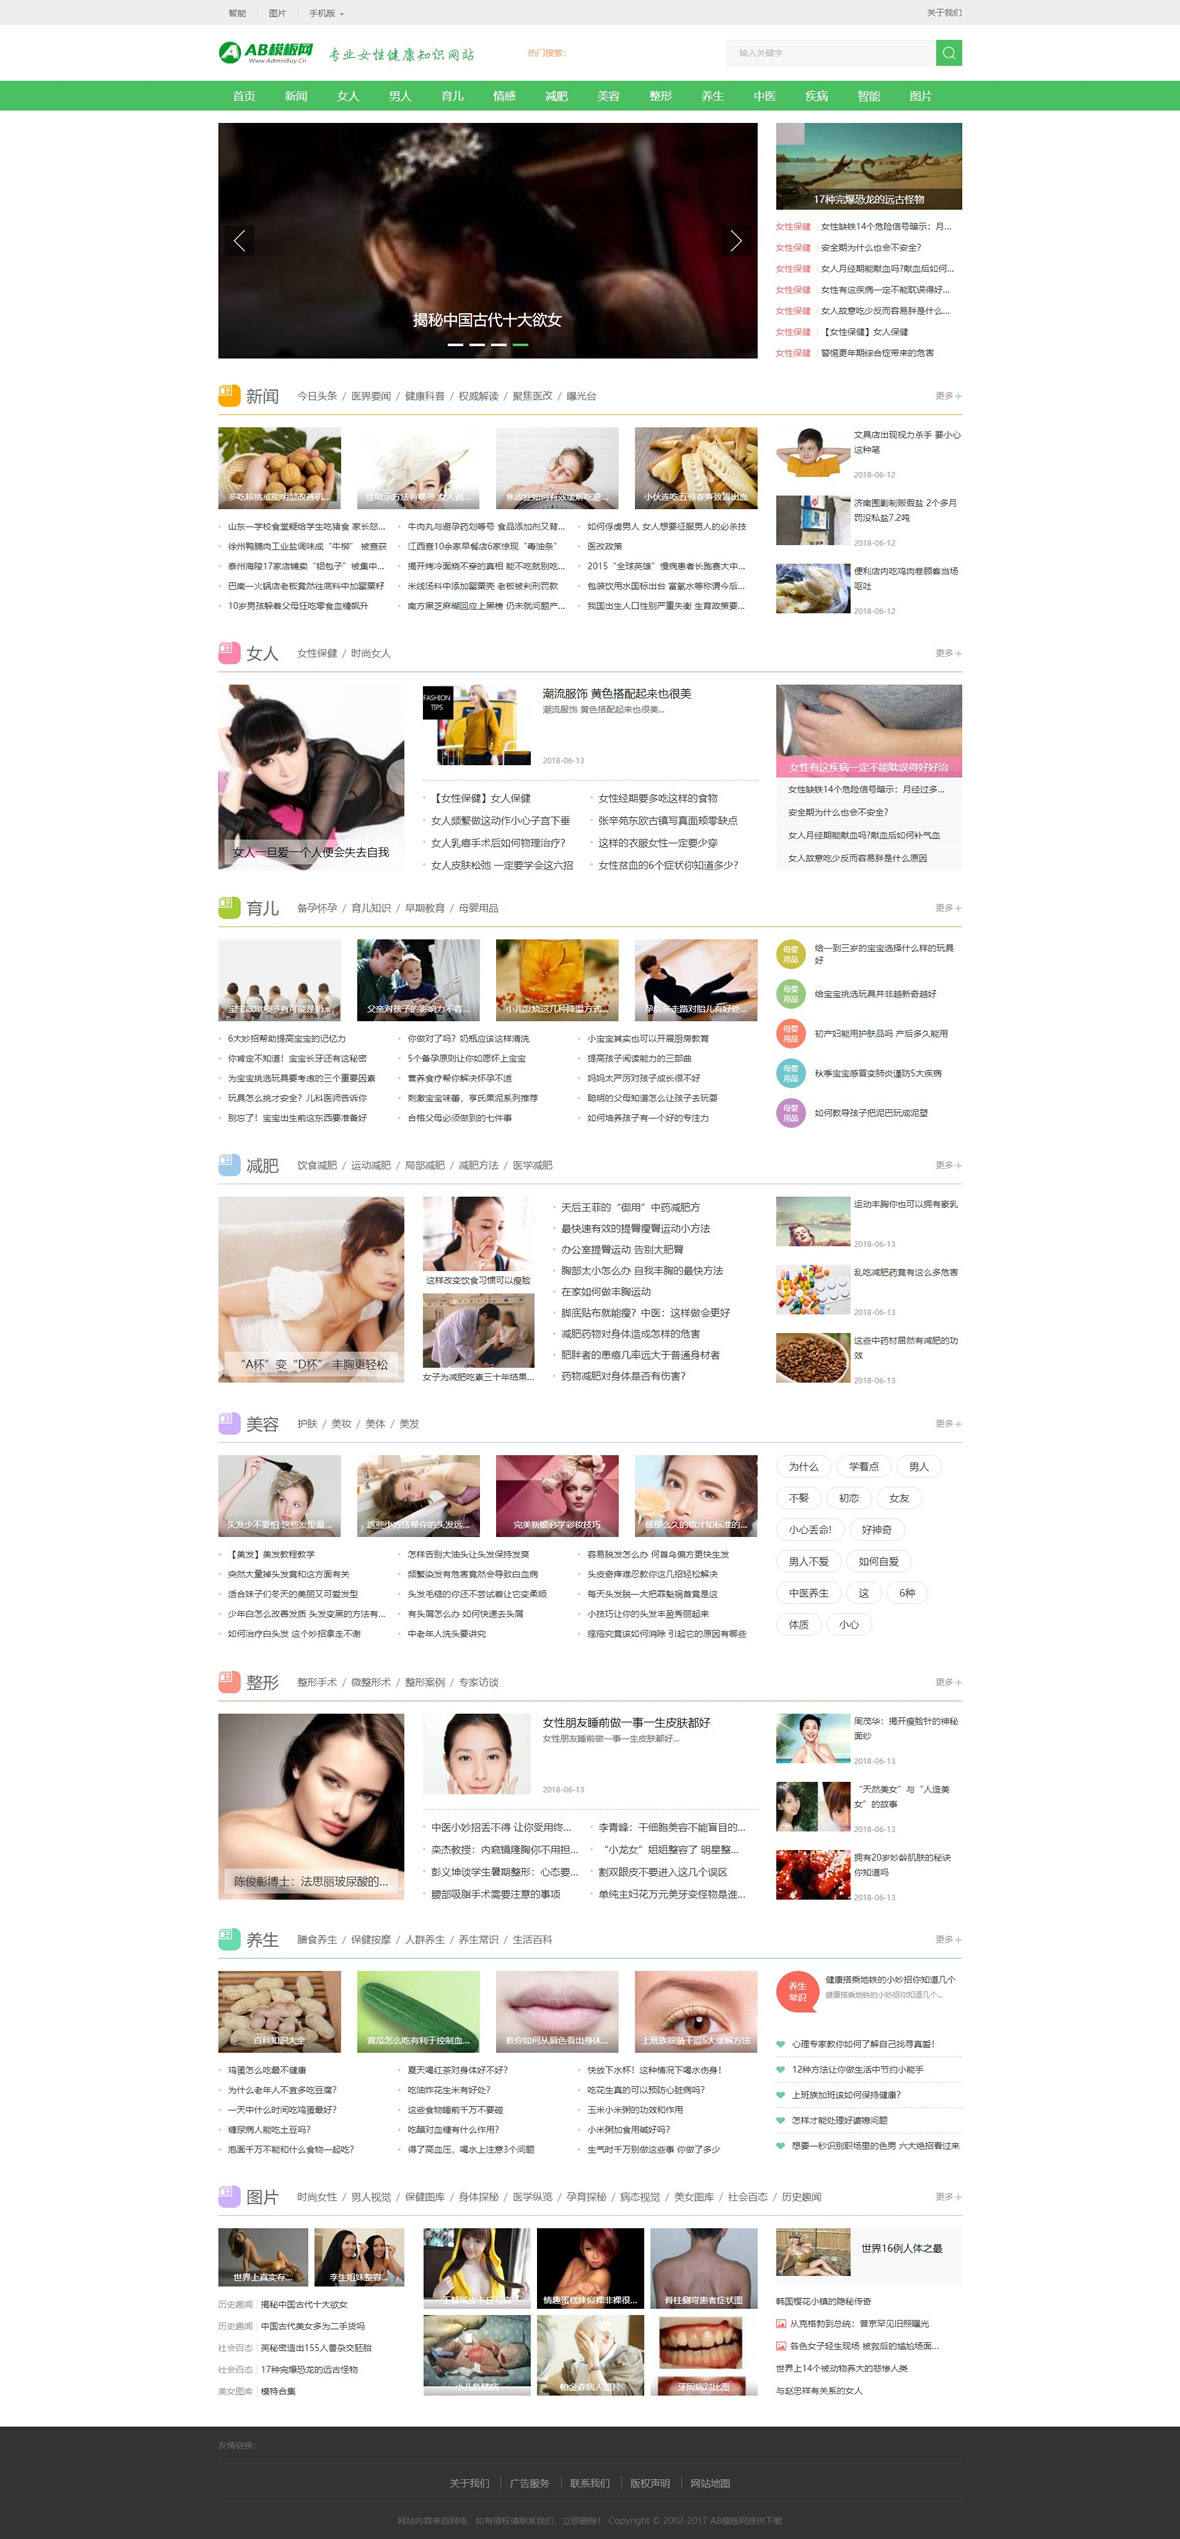 智能
图片
手机版
关于我们
AB模板网
Www.AdminBuy.Cn
专业女性健康知识网站
热门搜索:
输入关键字
首页 新闻 女人 男人 育儿 情感 减肥 美容 整形 养生 中医 疾病 智能 图片
揭秘中国古代十大欲女
17种完爆恐龙的远古怪物
女性保健 女性缺铁14个危险信号暗示：月...
女性保健 安全期为什么也会不安全?
女性保健 女人月经期能献血吗?献血后如何...
女性保健 女性有这疾病一定不能耽误得好...
女性保健 女人故意吃少反而容易胖是什么...
女性保健 【女性保健】女人保健
女性保健 警惕更年期综合症带来的危害
新闻 今日头条 / 医界要闻 / 健康科普 / 权威解读 / 聚焦医改 / 曝光台
更多+
小伙连吃五顿春笋致胃出血
山东一学校食堂疑给学生吃猪食 家长怒...
徐州鸭脯肉工业盐调味成“牛柳” 被查获
泰州海陵17家店铺卖“铝包子”被集中...
巴南一火锅店老板竟然往底料中加罂粟籽
10岁男孩躲着父母狂吃零食血糖飙升
牛肉丸与避孕药划等号 食品添加剂又背...
江西查10余家早餐店6家惊现“毒油条”
揭开烤冷面烧不穿的真相 能不吃就别吃...
米线汤料中添加罂粟壳 老板被判刑罚款
南方黑芝麻糊回应上黑榜 仍未就问题产...
如何俘虏男人 女人想要征服男人的必杀技
医改政策
2015“全球英雄”慢病患者长跑赛大中...
包装饮用水国标出台 富氧水等称谓今后...
我国出生人口性别严重失衡 生育政策要...
文具店出现视力杀手 要小心
这种笔
2018-06-12
济南围剿制贩假盐 2个多月
罚没私盐7.2吨
2018-06-12
便利店内吃鸡肉卷顾客当场
呕吐
2018-06-12
女人 女性保健 / 时尚女人
更多+
女人一旦爱一个人便会失去自我
FASHION
TIPS
潮流服饰 黄色搭配起来也很美
潮流服饰 黄色搭配起来也很美...
2018-06-13
【女性保健】女人保健
女人频繁做这动作小心子宫下垂
女人乳癌手术后如何物理治疗?
女人皮肤松弛 一定要学会这六招
女性经期要多吃这样的食物
张辛苑东欧古镇写真面颊零缺点
这样的衣服女性一定要少穿
女性贫血的6个症状你知道多少?
女性有这疾病一定不能耽误得好好治
女性缺铁14个危险信号暗示：月经过多...
安全期为什么也会不安全?
女人月经期能献血吗?献血后如何补气血
女人故意吃少反而容易胖是什么原因
育儿 备孕怀孕 / 育儿知识 / 早期教育 / 母婴用品
更多+
父亲对孩子的影响力不容...
小儿发烧这几种降温方式...
孕后多走路对胎儿有好处...
6大妙招帮助提高宝宝的记忆力
你肯定不知道！宝宝长牙还有这秘密
为宝宝挑选玩具要考虑的三个重要因素
玩具怎么挑才安全？儿科医师告诉你
别忘了！宝宝出生前这东西要准备好
你做对了吗？奶瓶应该这样清洗
5个备孕原则让你如愿怀上宝宝
营养食疗帮你解决怀孕不适
刺激宝宝味蕾，亨氏果泥系列推荐
合格父母必须做到的七件事
小宝宝其实也可以开展厨房教育
提高孩子阅读能力的三部曲
妈妈太严厉对孩子成长很不好
聪明的父母知道怎么让孩子去玩耍
如何培养孩子有一个好的专注力
母婴
用品
给一到三岁的宝宝选择什么样的玩具
好
母婴
用品
给宝宝挑选玩具并非越新奇越好
母婴
用品
初产妇能用护肤品吗 产后多久能用
母婴
用品
秋季宝宝感冒变肺炎谨防5大疾病
母婴
用品
如何教导孩子把泥巴玩成泥塑
减肥 饮食减肥 / 运动减肥 / 局部减肥 / 减肥方法 / 医学减肥
更多+
“A杯”变“D杯” 丰胸更轻松
这样改变饮食习惯可以瘦脸
女子为减肥吃素三十年结果...
天后王菲的“御用”中药减肥方
最快速有效的提臀瘦臀运动小方法
办公室提臀运动 告别大肥臀
胸部太小怎么办 自我丰胸的最快方法
在家如何做丰胸运动
脚底贴布就能瘦？中医：这样做会更好
减肥药物对身体造成怎样的危害
肥胖者的患癌几率远大于普通身材者
药物减肥对身体是否有伤害？
运动丰胸你也可以拥有豪乳
2018-06-13
乱吃减肥药竟有这么多危害
2018-06-13
这些中药材居然有减肥的功
效
2018-06-13
美容 护肤 / 美妆 / 美体 / 美发
更多+
头发少不要怕 这些发型最...
这些小方法帮你的头发远...
完美新娘必学彩妆技巧
画那么久的妆才知标准的...
【美发】美发教程教学
突然大量掉头发竟和这方面有关
适合妹子们冬天的美丽又可爱发型
少年白怎么改善发质 头发变黑的方法有...
如何治疗白头发 这个妙招拿走不谢
怎样告别大油头让头发保持发爽
频繁染发有危害竟然会导致白血病
头发毛糙的你还不尝试着让它变柔顺
有头屑怎么办 如何快速去头屑
中老年人洗头要讲究
容易脱发怎么办 何首乌偏方更快生发
头皮奇痒难忍教你这几招轻松解决
每天头发脱一大把罪魁祸首竟是这
小技巧让你的头发丰盈秀丽起来
痤疮究竟该如何消除 引起它的原因有哪些
为什么 学着点 男人
不娶 初恋 女友
小心丢命! 好神奇
男人不爱 如何自爱
中医养生 这 6种
体质 小心
整形 整形手术 / 微整形术 / 整形案例 / 专家访谈
更多+
陈俊彰博士：法思丽玻尿酸的...
女性朋友睡前做一事一生皮肤都好
女性朋友睡前做一事一生皮肤都好...
2018-06-13
中医小妙招丢不得 让你受用终...
栾杰教授：内窥镜隆胸你不用担...
彭义坤谈学生暑期整形：心态要...
腰部吸脂手术需要注意的事项
李青峰：干细胞美容不能盲目的...
“小龙女”姐姐整容了 明星整...
割双眼皮不要进入这几个误区
单纯主妇花万元美牙变怪物是谁...
周茂华：揭开瘦脸针的神秘
面纱
2018-06-13
“天然美女”与“人造美
女”的故事
2018-06-13
拥有20岁妙龄肌肤的秘诀
你知道吗
2018-06-13
养生 膳食养生 / 保健按摩 / 人群养生 / 养生常识 / 生活百科
更多+
百科知识大全
黄瓜怎么吃有利于控制血...
教你如何从唇色看出身体...
上班族眼睛干涩5大缓解方法
鸡蛋怎么吃最不健康
为什么老年人不宜多吃豆腐?
一天中什么时间吃鸡蛋最好?
糖尿病人能吃土豆吗?
泡面千万不能和什么食物一起吃?
夏天喝红茶对身体好不好?
吃油炸花生米有好处?
这些食物睡前千万不要碰
吃醋对血糖有什么作用?
得了高血压，喝水上注意3个问题
快放下水杯！这种情况下喝水伤身!
吃花生真的可以预防心脏病吗?
玉米小米粥的功效和作用
小米粥加食用碱好吗?
生气时千万别做这些事 你做了多少
养生
常识
健康搭乘地铁的小妙招你知道几个
健康搭乘地铁的小妙招你知道几个...
心理专家教你如何了解自己找寻真爱!
12种方法让你做生活中节约小能手
上班族加班该如何保持健康?
怎样才能处理好婆媳问题
想要一秒识别职场里的色男 六大绝招看过来
图片 时尚女性 / 男人视觉 / 保健图库 / 身体探秘 / 医学纵览 / 孕育探秘 / 病态视觉 / 美女图库 / 社会百态 / 历史趣闻
更多+
世界上真实存...
孪生姐妹整容...
历史趣闻 揭秘中国古代十大欲女
历史趣闻 中国古代美女多为二手货吗
社会百态 英秘密造出155人兽杂交胚胎
社会百态 17种完爆恐龙的远古怪物
美女图库 模特合集
情趣蛋糕妹拟裸非裸很...
脊柱侧弯患者症状图
小儿鱼鳞病
帕金森病人图片
牙周病对比图
世界16例人体之最
韩国樱花小镇的隐秘传奇
从克格勃到总统：普京罕见旧照曝光
各色女子轻生现场 被救后的尴尬场面...
世界上14个被动物养大的悲惨人类
与赵忠祥有关系的女人
友情链接:
关于我们 广告服务 联系我们 版权声明 网站地图
网站内容来自网络，如有侵权请联系我们，立即删除! Copyright © 2002-2017 AB模版网提供下载